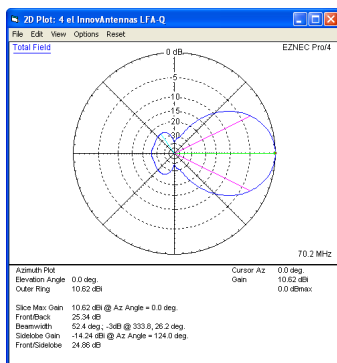 2D Plot: 4 el InnovAntennas LFA-Q
File Edit View Options Reset
Total Field
EZNEC Pro/4
0 dB
-5
-10
-15
-20
-30
70.2 MHz
Azimuth Plot
Elevation Angle 0.0 deg.
Outer Ring 10.62 dBi
Cursor Az 0.0 deg.
Gain 10.62 dBi
0.0 dBmax
Slice Max Gain 10.62 dBi @ Az Angle = 0.0 deg.
Front/Back 25.34 dB
Beamwidth 52.4 deg.; -3dB @ 333.8, 26.2 deg.
Sidelobe Gain -14.24 dBi @ Az Angle = 124.0 deg.
Front/Sidelobe 24.86 dB